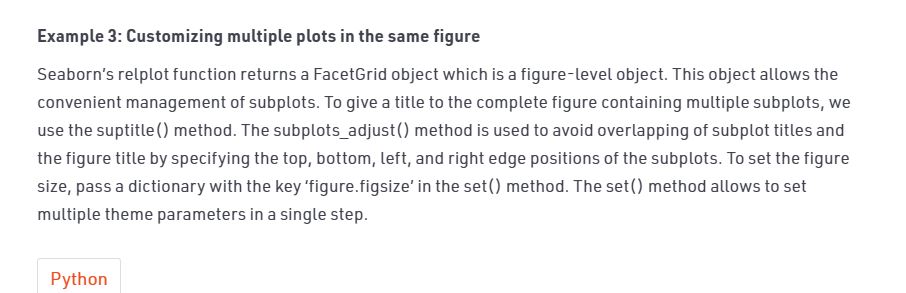 Example 3: Customizing multiple plots in the same figure
Seaborn’s relplot function returns a FacetGrid object which is a figure-level object. This object allows the
convenient management of subplots. To give a title to the complete figure containing multiple subplots, we
use the suptitle() method. The subplots_adjust() method is used to avoid overlapping of subplot titles and
the figure title by specifying the top, bottom, left, and right edge positions of the subplots. To set the figure
size, pass a dictionary with the key ‘figure.figsize’ in the set() method. The set() method allows to set
multiple theme parameters in a single step.
Python